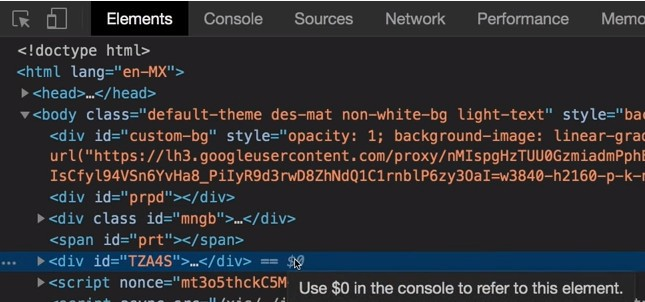 Elements Console Sources Network Performance Memo
<!doctype html>
<html lang="en-MX">
<head>…</head>
<body class="default-theme des-mat non-white-bg light-text" style="bac
<div id="custom-bg" style="opacity: 1; background-image: linear-grad
url("https://lh3.googleusercontent.com/proxy/nMIspgHzTUU0GzmiadmPphE
IsCfyl94VSn6YvHa8_PiIyR9d3rwD8ZhNdQ1C1rnblP6zy3OaI=w3840-h2160-p-k-n
<div id="prpd"></div>
<div class id="mngb">…</div>
<span id="prt"></span>
… <div id="TZA4S">…</div> == $0
<script nonce="mt3o5thckC5M
Use $0 in the console to refer to this element.